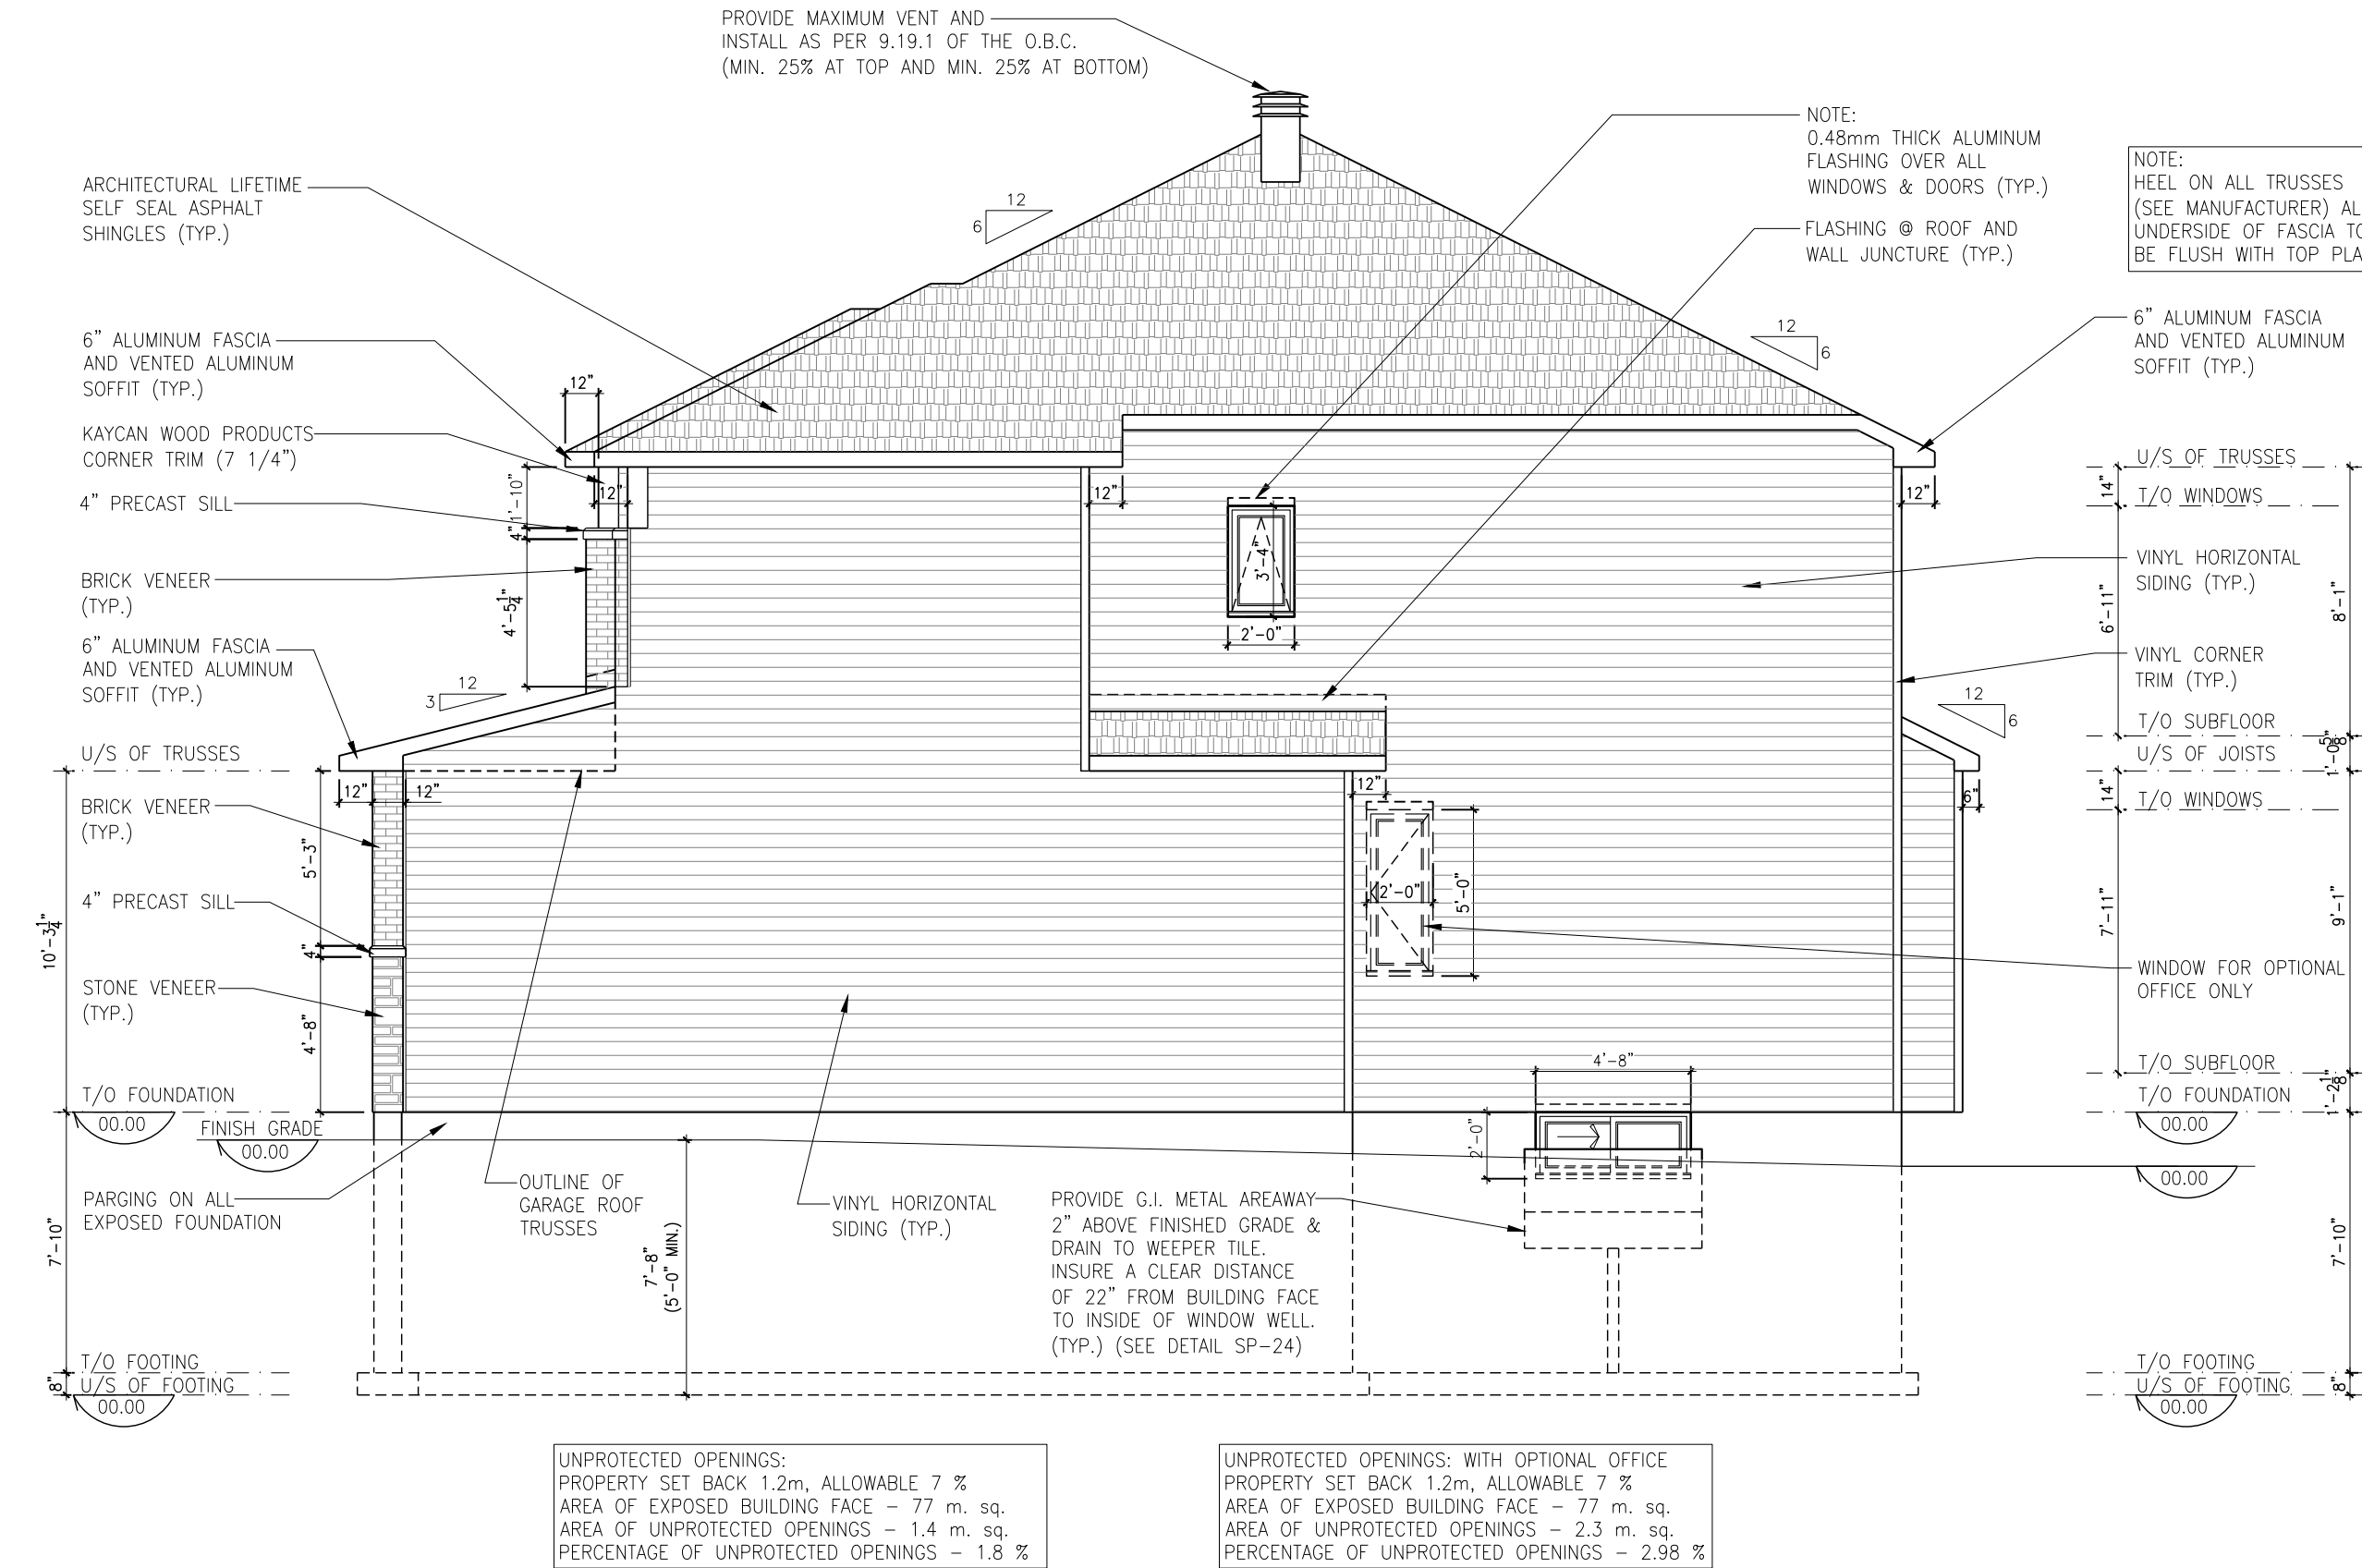 PROVIDE MAXIMUM VENT AND
INSTALL AS PER 9.19.1 OF THE O.B.C.
(MIN. 25% AT TOP AND MIN. 25% AT BOTTOM)
NOTE:
0.48mm THICK ALUMINUM
FLASHING OVER ALL
WINDOWS & DOORS (TYP.)
FLASHING @ ROOF AND
WALL JUNCTURE (TYP.)
NOTE:
HEEL ON ALL TRUSSES
(SEE MANUFACTURER)
UNDERSIDE OF FASCIA
BE FLUSH WITH TOP
ARCHITECTURAL LIFETIME
SELF SEAL ASPHALT
SHINGLES (TYP.)
6” ALUMINUM FASCIA
AND VENTED ALUMINUM
SOFFIT (TYP.)
KAYCAN WOOD PRODUCTS
CORNER TRIM (7 1/4”)
4” PRECAST SILL
BRICK VENEER
(TYP.)
6” ALUMINUM FASCIA
AND VENTED ALUMINUM
SOFFIT (TYP.)
U/S OF TRUSSES
BRICK VENEER
(TYP.)
4” PRECAST SILL
STONE VENEER
(TYP.)
T/O FOUNDATION
00.00
FINISH GRADE
00.00
PARGING ON ALL
EXPOSED FOUNDATION
T/O FOOTING
U/S OF FOOTING
00.00
10'-3 1/4"
7'-10"
8"
5'-3"
4"
4'-8"
12"
12"
12
3
12"
12"
1'-10"
4"
4'-5 1/4"
12
6
12
6
12"
3'-4"
2'-0"
12"
12"
2'-0"
5'-0"
4'-8"
2'-0"
12
6
6"
OUTLINE OF
GARAGE ROOF
TRUSSES
7'-8"
(5'-0" MIN.)
VINYL HORIZONTAL
SIDING (TYP.)
PROVIDE G.I. METAL AREAWAY
2” ABOVE FINISHED GRADE &
DRAIN TO WEEPER TILE.
INSURE A CLEAR DISTANCE
OF 22” FROM BUILDING FACE
TO INSIDE OF WINDOW WELL.
(TYP.) (SEE DETAIL SP-24)
6” ALUMINUM FASCIA
AND VENTED ALUMINUM
SOFFIT (TYP.)
U/S OF TRUSSES
14"
T/O WINDOWS
VINYL HORIZONTAL
SIDING (TYP.)
6'-11"
8'-1"
VINYL CORNER
TRIM (TYP.)
T/O SUBFLOOR
U/S OF JOISTS
1'-0 5/8"
14"
T/O WINDOWS
7'-11"
9'-1"
WINDOW FOR OPTIONAL
OFFICE ONLY
T/O SUBFLOOR
T/O FOUNDATION
1'-2 1/8"
00.00
00.00
7'-10"
T/O FOOTING
U/S OF FOOTING
8"
00.00
UNPROTECTED OPENINGS:
PROPERTY SET BACK 1.2m, ALLOWABLE 7 %
AREA OF EXPOSED BUILDING FACE - 77 m. sq.
AREA OF UNPROTECTED OPENINGS - 1.4 m. sq.
PERCENTAGE OF UNPROTECTED OPENINGS - 1.8 %
UNPROTECTED OPENINGS: WITH OPTIONAL OFFICE
PROPERTY SET BACK 1.2m, ALLOWABLE 7 %
AREA OF EXPOSED BUILDING FACE - 77 m. sq.
AREA OF UNPROTECTED OPENINGS - 2.3 m. sq.
PERCENTAGE OF UNPROTECTED OPENINGS - 2.98 %